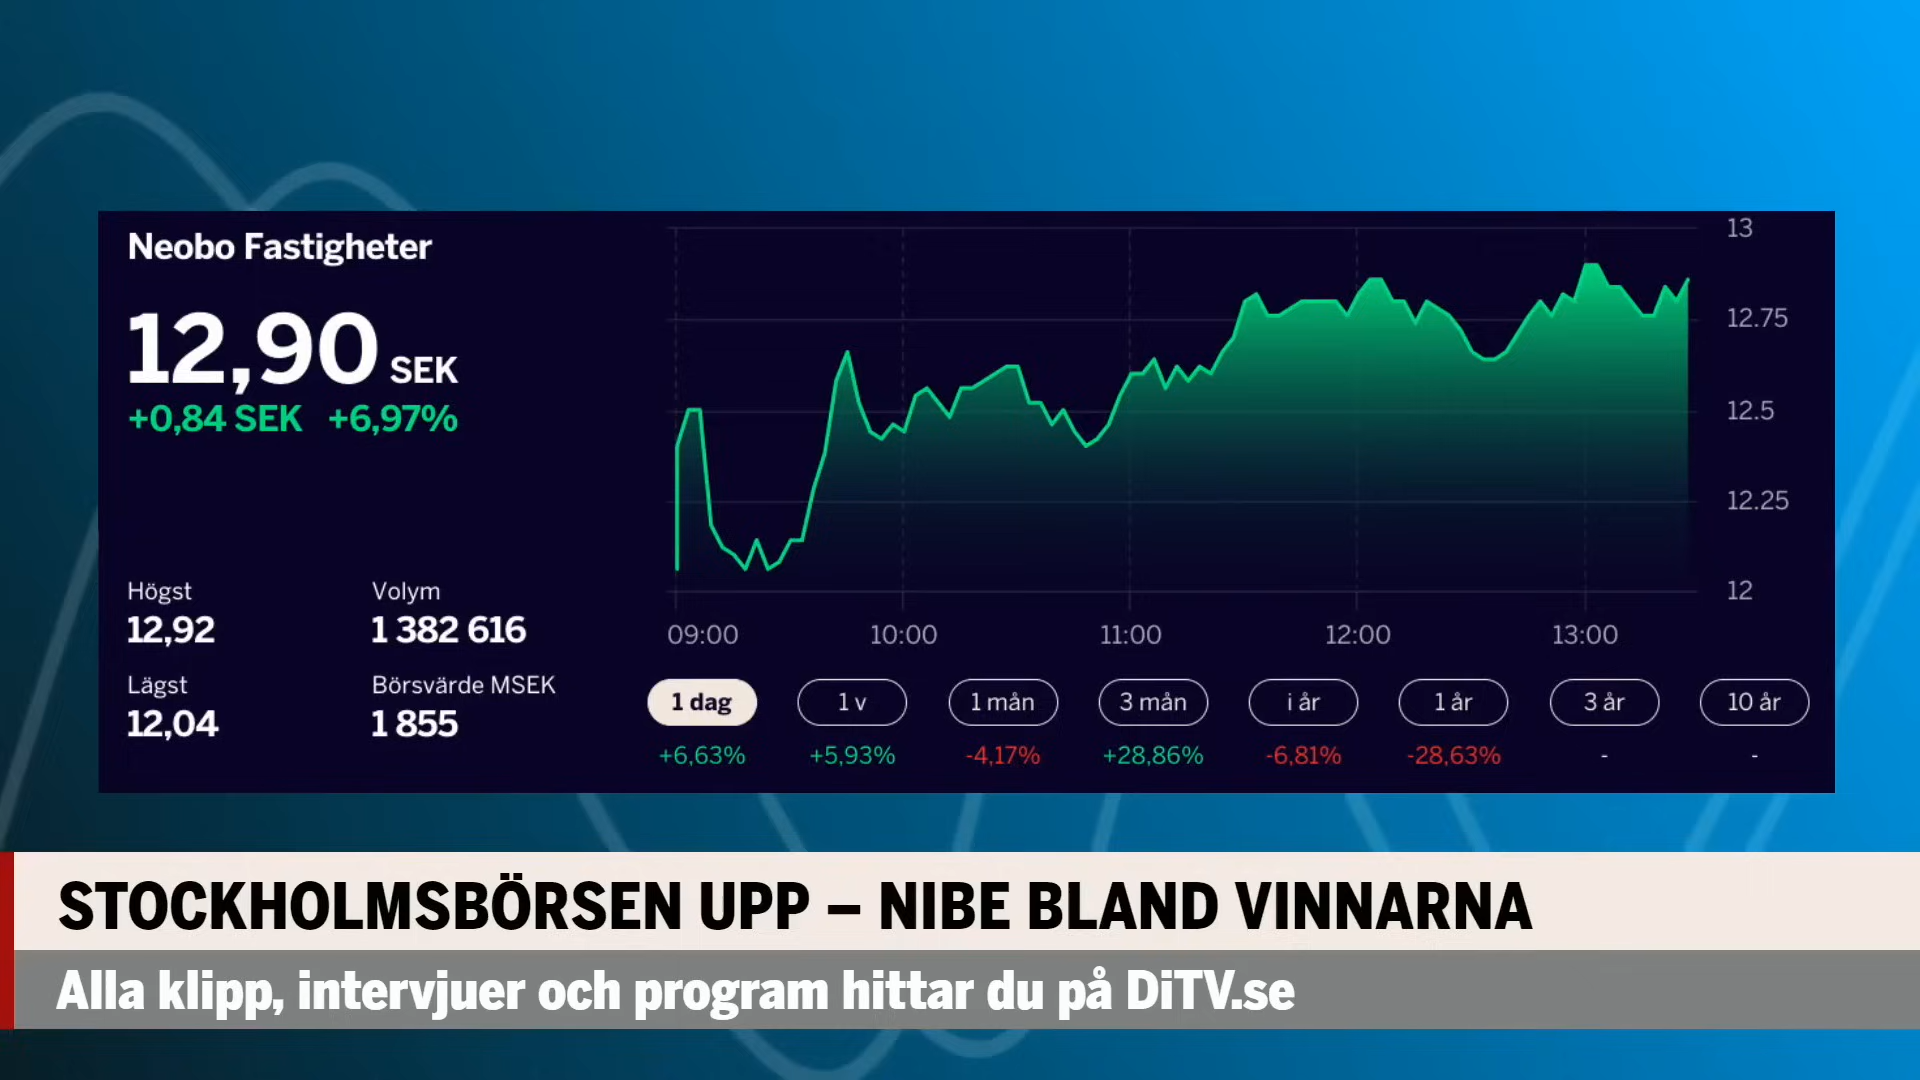 Neobo Fastigheter
12,90 SEK
+0,84 SEK +6,97%
Högst
12,92
Volym
1 382 616
Lägst
12,04
Börsvärde MSEK
1 855
13
12.75
12.5
12.25
12
09:00 10:00 11:00 12:00 13:00
1 dag 1 v 1 mån 3 mån i år 1 år 3 år 10 år
+6,63% +5,93% -4,17% +28,86% -6,81% -28,63% - -
STOCKHOLMSBÖRSEN UPP – NIBE BLAND VINNARNA
Alla klipp, intervjuer och program hittar du på DiTV.se